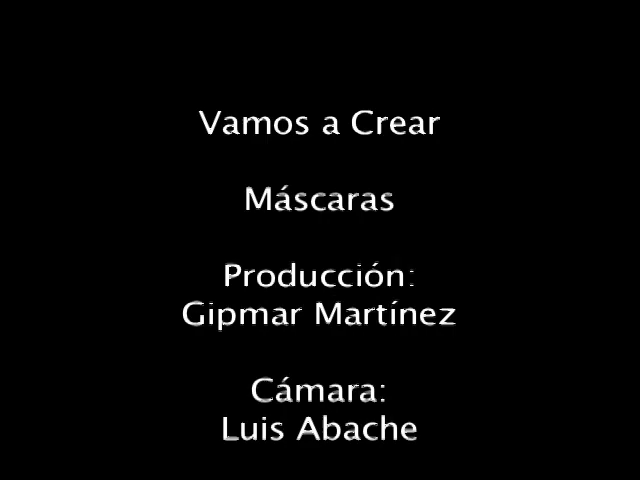 Vamos a Crear
Máscaras
Producción:
Gipmar Martínez
Cámara:
Luis Abache